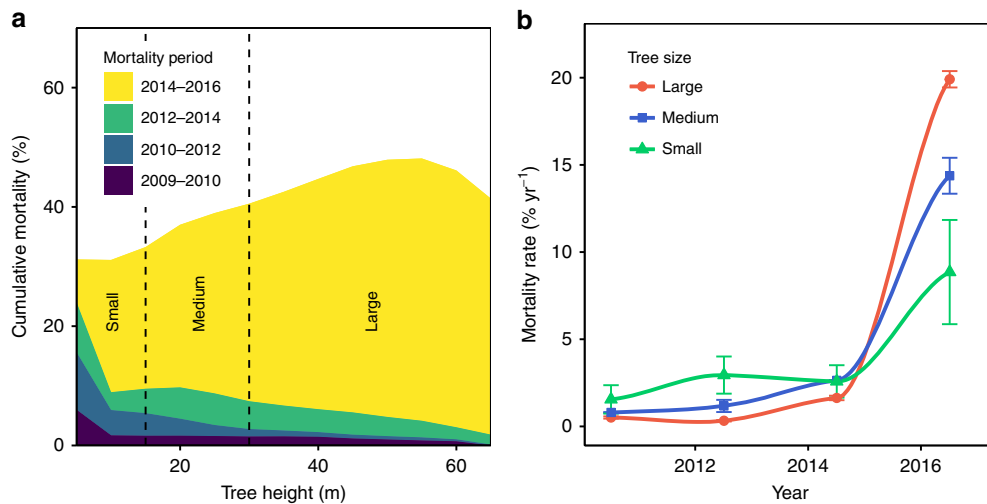 a
Mortality period
2014–2016
2012–2014
2010–2012
2009–2010
Small
Medium
Large
Cumulative mortality (%)
60
40
20
0
20
40
60
Tree height (m)
b
Tree size
Large
Medium
Small
Mortality rate (% yr⁻¹)
20
15
10
5
0
2012
2014
2016
Year